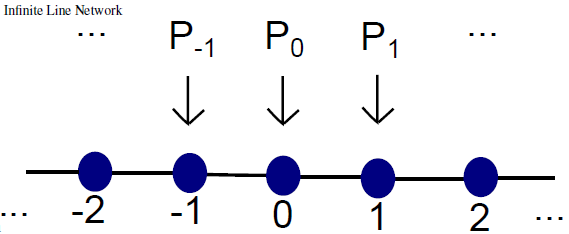 Infinite Line Network
... P-1 P0 P1 ...
... -2 -1 0 1 2 ...